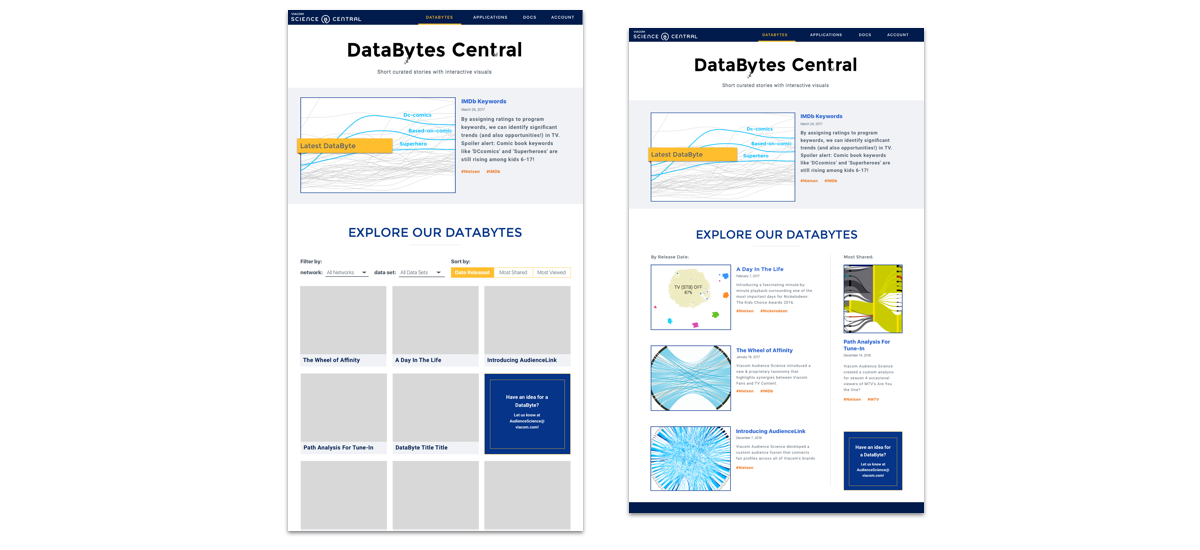 VIACOM
SCIENCE CENTRAL
DATABYTES APPLICATIONS DOCS ACCOUNT
DataBytes Central
Short curated stories with interactive visuals
Dc-comics
Based-on-comic
Superhero
Latest DataByte
IMDb Keywords
March 24, 2017
By assigning ratings to program
keywords, we can identify significant
trends (and also opportunities!) in TV.
Spoiler alert: Comic book keywords
like 'DCcomics' and 'Superheroes' are
still rising among kids 6-17!
#Nielsen #IMDb
EXPLORE OUR DATABYTES
Filter by:
network: All Networks data set: All Data Sets
Sort by:
Date Released Most Shared Most Viewed
The Wheel of Affinity
A Day In The Life
Introducing AudienceLink
Path Analysis For Tune-In
DataByte Title Title
Have an idea for a
DataByte?
Let us know at
AudienceScience@
viacom.com!
VIACOM
SCIENCE CENTRAL
DATABYTES APPLICATIONS DOCS ACCOUNT
DataBytes Central
Short curated stories with interactive visuals
Dc-comics
Based-on-comic
Superhero
Latest DataByte
IMDb Keywords
March 24, 2017
By assigning ratings to program
keywords, we can identify significant
trends (and also opportunities!) in TV.
Spoiler alert: Comic book keywords
like 'DCcomics' and 'Superheroes' are
still rising among kids 6-17!
#Nielsen #IMDb
EXPLORE OUR DATABYTES
By Release Date:
TV (STB) OFF
87%
A Day In The Life
February 7, 2017
Introducing a fascinating minute-by-
minute playback surrounding one of the
most important days for Nickelodeon:
The Kids Choice Awards 2016.
#Nielsen #Nickelodeon
The Wheel of Affinity
January 18, 2017
Viacom Audience Science introduced a
new & proprietary taxonomy that
highlights synergies between Viacom
Fans and TV Content.
#Nielsen #IMDb
Introducing AudienceLink
December 7, 2016
Viacom Audience Science developed a
custom audience fusion that connects
fan profiles across all of Viacom's brands
#Nielsen
Most Shared:
Path Analysis For
Tune-In
December 14, 2016
Viacom Audience Science
created a custom analysis
for season 4 occasional
viewers of MTV's Are You
the One?
#Nielsen #MTV
Have an idea for
a DataByte?
Let us know at
AudienceScience@
viacom.com!